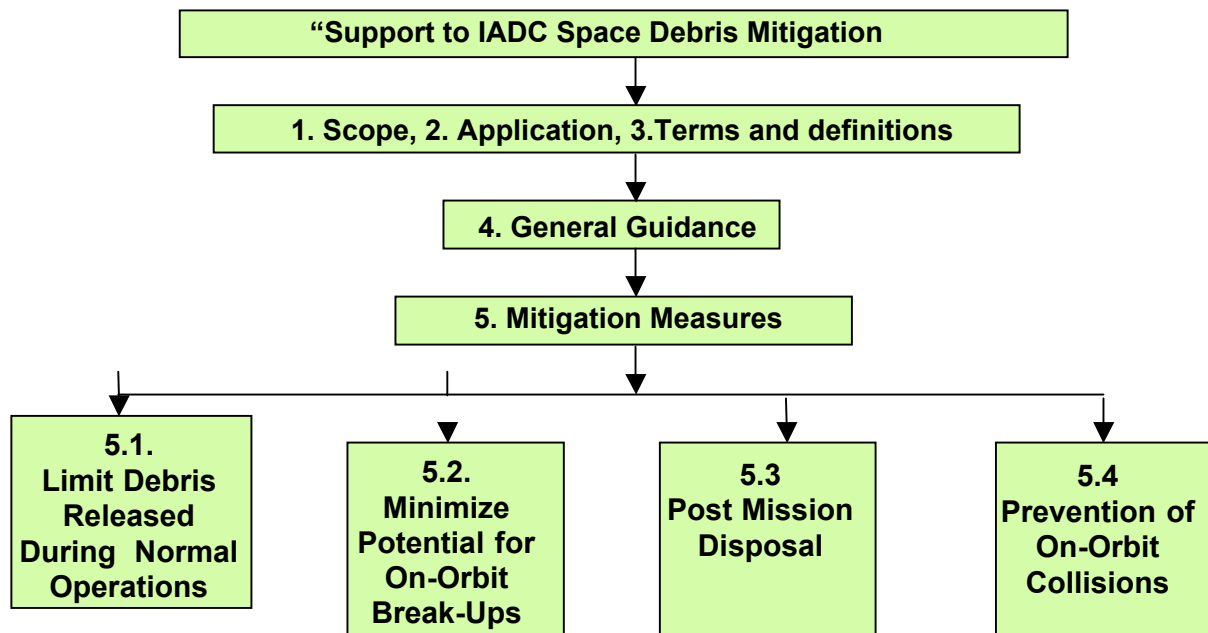 “Support to IADC Space Debris Mitigation
1. Scope, 2. Application, 3.Terms and definitions
4. General Guidance
5. Mitigation Measures
5.1.
Limit Debris
Released
During Normal
Operations
5.2.
Minimize
Potential for
On-Orbit
Break-Ups
5.3
Post Mission
Disposal
5.4
Prevention of
On-Orbit
Collisions